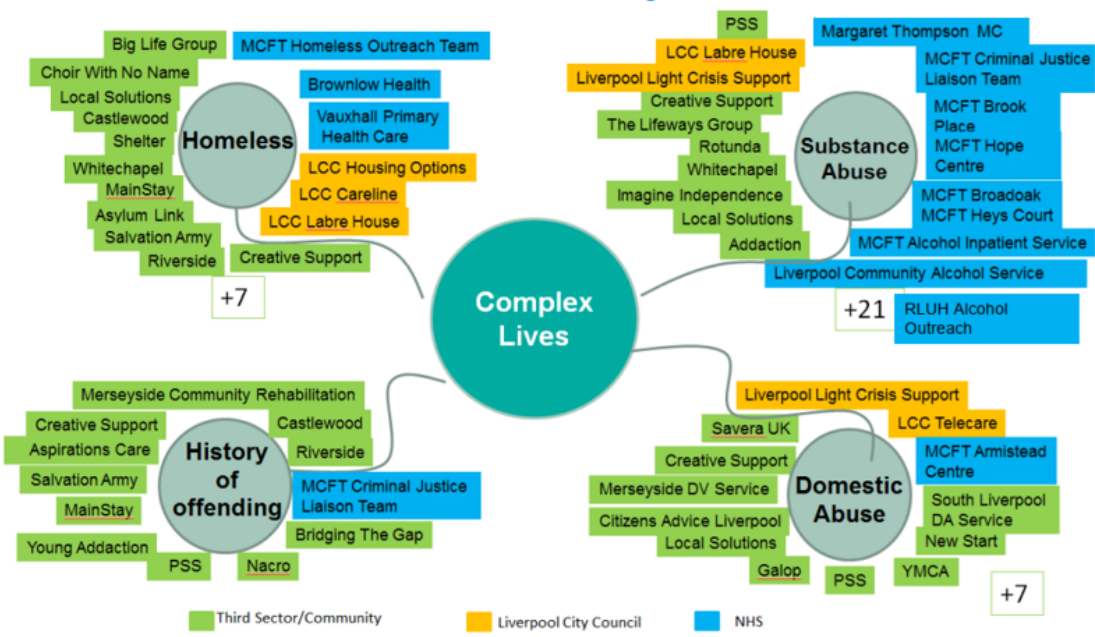 Big Life Group
MCFT Homeless Outreach Team
Choir With No Name
Local Solutions
Castlewood
Shelter
Whitechapel
MainStay
Asylum Link
Salvation Army
Riverside
Homeless
Brownlow Health
Vauxhall Primary
Health Care
LCC Housing Options
LCC Careline
LCC Labre House
Creative Support
+7
PSS
LCC Labre House
Liverpool Light Crisis Support
Creative Support
The Lifeways Group
Rotunda
Whitechapel
Imagine Independence
Local Solutions
Addaction
Substance
Abuse
Margaret Thompson MC
MCFT Criminal Justice
Liaison Team
MCFT Brook
Place
MCFT Hope
Centre
MCFT Broadoak
MCFT Heys Court
MCFT Alcohol Inpatient Service
Liverpool Community Alcohol Service
+21
RLUH Alcohol
Outreach
Complex
Lives
Merseyside Community Rehabilitation
Creative Support
Aspirations Care
Salvation Army
MainStay
Young Addaction
PSS
Nacro
History
of
offending
Castlewood
Riverside
MCFT Criminal Justice
Liaison Team
Bridging The Gap
Liverpool Light Crisis Support
LCC Telecare
Savera UK
Creative Support
Merseyside DV Service
Citizens Advice Liverpool
Local Solutions
Galop
PSS
YMCA
Domestic
Abuse
MCFT Armistead
Centre
South Liverpool
DA Service
New Start
+7
Third Sector/Community
Liverpool City Council
NHS